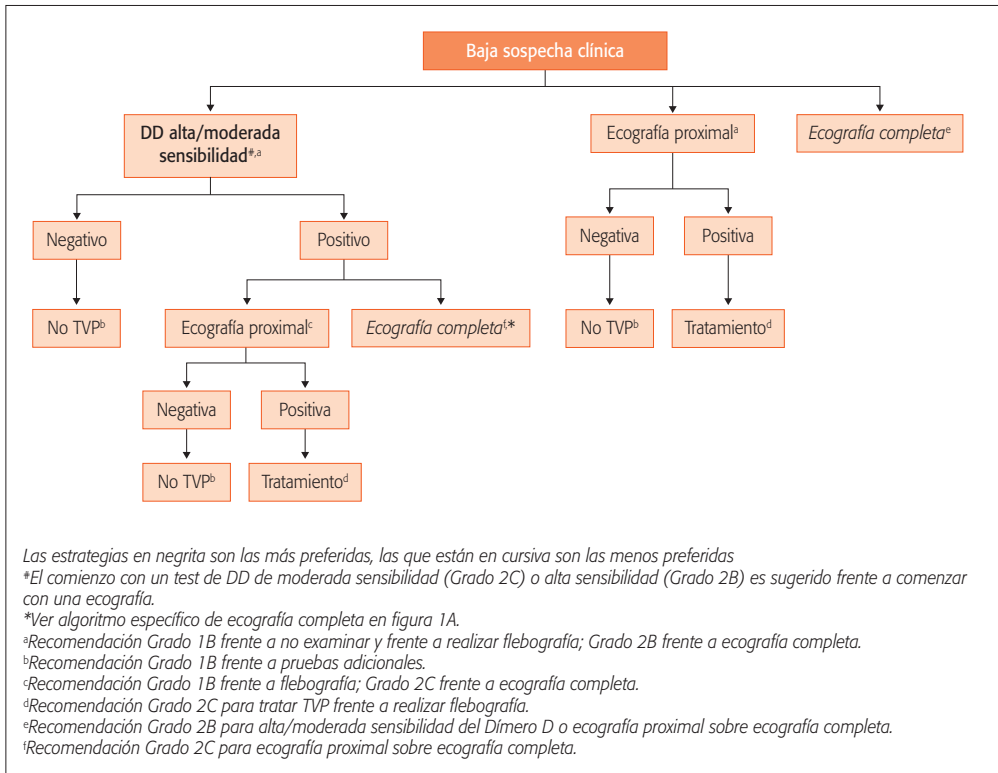 Baja sospecha clínica
DD alta/moderada
sensibilidad#,a
Ecografía proximala
Ecografía completae
Negativo
Positivo
Negativa
Positiva
No TVPb
Ecografía proximalc
Ecografía completaf,*
No TVPb
Tratamientod
Negativa
Positiva
No TVPb
Tratamientod
Las estrategias en negrita son las más preferidas, las que están en cursiva son las menos preferidas
#El comienzo con un test de DD de moderada sensibilidad (Grado 2C) o alta sensibilidad (Grado 2B) es sugerido frente a comenzar
con una ecografía.
*Ver algoritmo específico de ecografía completa en figura 1A.
aRecomendación Grado 1B frente a no examinar y frente a realizar flebografía; Grado 2B frente a ecografía completa.
bRecomendación Grado 1B frente a pruebas adicionales.
cRecomendación Grado 1B frente a flebografía; Grado 2C frente a ecografía completa.
dRecomendación Grado 2C para tratar TVP frente a realizar flebografía.
eRecomendación Grado 2B para alta/moderada sensibilidad del Dímero D o ecografía proximal sobre ecografía completa.
fRecomendación Grado 2C para ecografía proximal sobre ecografía completa.